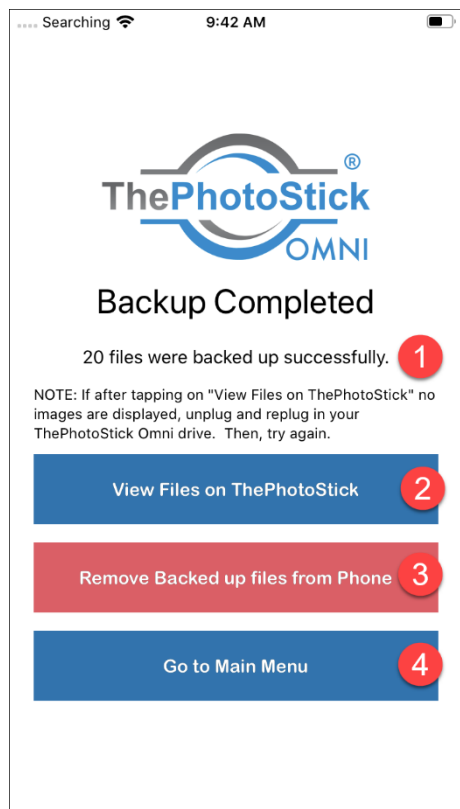 Searching 9:42 AM
®
ThePhotoStick
OMNI
Backup Completed
20 files were backed up successfully. 1
NOTE: If after tapping on "View Files on ThePhotoStick" no
images are displayed, unplug and replug in your
ThePhotoStick Omni drive. Then, try again.
View Files on ThePhotoStick 2
Remove Backed up files from Phone 3
Go to Main Menu 4